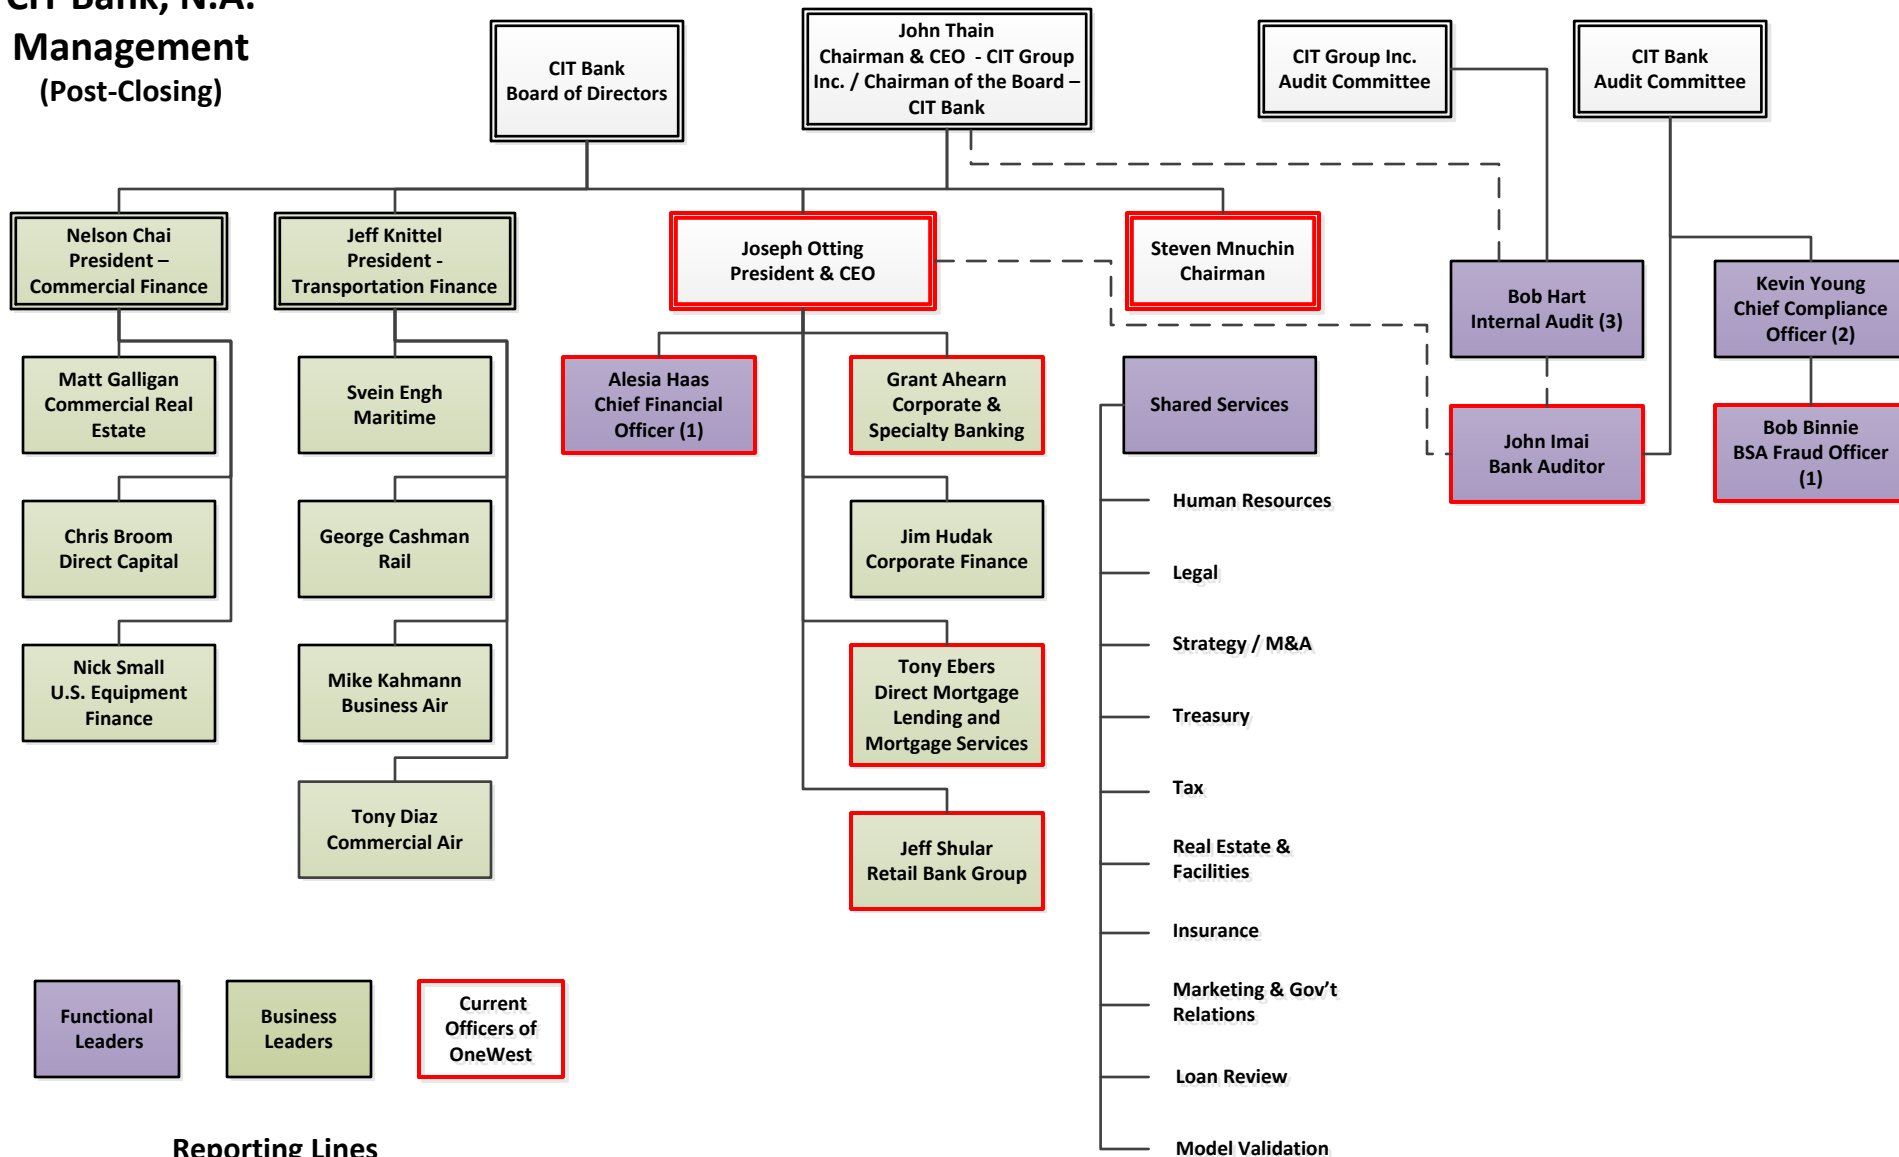 CIT Bank, N.A.
Management
(Post-Closing)
CIT Bank
Board of Directors
John Thain
Chairman & CEO - CIT Group
Inc. / Chairman of the Board –
CIT Bank
CIT Group Inc.
Audit Committee
CIT Bank
Audit Committee
Nelson Chai
President –
Commercial Finance
Jeff Knittel
President -
Transportation Finance
Joseph Otting
President & CEO
Steven Mnuchin
Chairman
Bob Hart
Internal Audit (3)
Kevin Young
Chief Compliance
Officer (2)
Matt Galligan
Commercial Real
Estate
Svein Engh
Maritime
Alesia Haas
Chief Financial
Officer (1)
Grant Ahearn
Corporate &
Specialty Banking
Shared Services
John Imai
Bank Auditor
Bob Binnie
BSA Fraud Officer
(1)
Chris Broom
Direct Capital
George Cashman
Rail
Jim Hudak
Corporate Finance
Nick Small
U.S. Equipment
Finance
Mike Kahmann
Business Air
Tony Ebers
Direct Mortgage
Lending and
Mortgage Services
Tony Diaz
Commercial Air
Jeff Shular
Retail Bank Group
Human Resources
Legal
Strategy / M&A
Treasury
Tax
Real Estate &
Facilities
Insurance
Marketing & Gov't
Relations
Loan Review
Model Validation
Functional
Leaders
Business
Leaders
Current
Officers of
OneWest
Reporting Lines